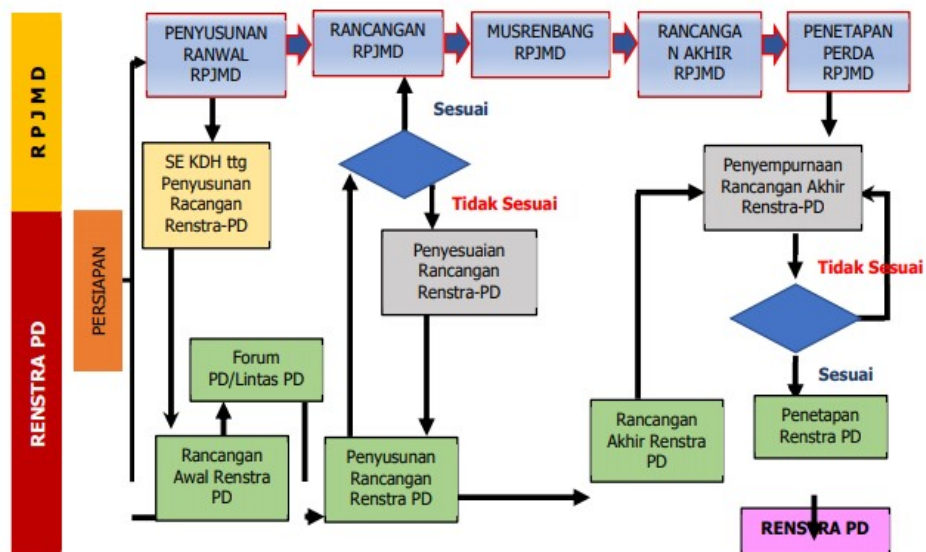 R P J M D
RENSTRA PD
PERSIAPAN
PENYUSUNAN
RANWAL
RPJMD
RANCANGAN
RPJMD
MUSRENBANG
RPJMD
RANCANGA
N AKHIR
RPJMD
PENETAPAN
PERDA
RPJMD
SE KDH ttg
Penyusunan
Racangan
Renstra-PD
Sesuai
Tidak Sesuai
Penyesuaian
Rancangan
Renstra-PD
Penyempurnaan
Rancangan Akhir
Renstra-PD
Tidak Sesuai
Sesuai
Forum
PD/Lintas PD
Rancangan
Awal Renstra
PD
Penyusunan
Rancangan
Renstra PD
Rancangan
Akhir Renstra
PD
Penetapan
Renstra PD
RENSTRA PD